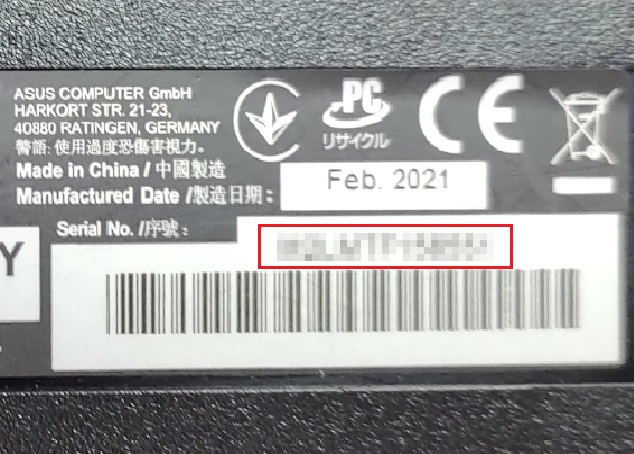 ASUS COMPUTER GmbH
HARKORT STR. 21-23,
40880 RATINGEN, GERMANY
警語: 使用過度恐傷害視力。
Made in China / 中國製造
Manufactured Date /製造日期:
Feb. 2021
PC
リサイクル
CE
Serial No. /序號:
Y